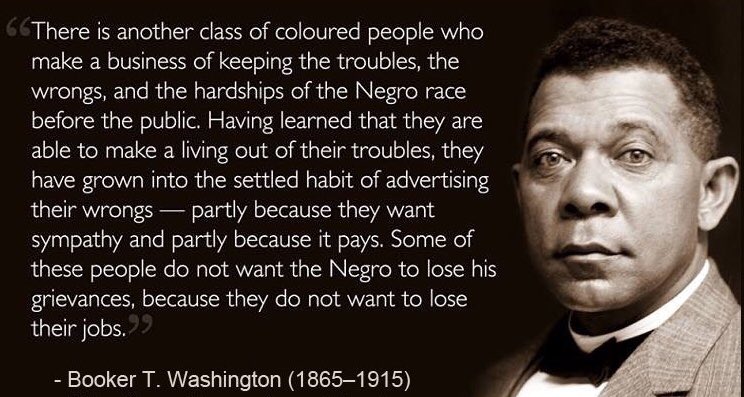 “There is another class of coloured people who
make a business of keeping the troubles, the
wrongs, and the hardships of the Negro race
before the public. Having learned that they are
able to make a living out of their troubles, they
have grown into the settled habit of advertising
their wrongs — partly because they want
sympathy and partly because it pays. Some of
these people do not want the Negro to lose his
grievances, because they do not want to lose
their jobs.”
- Booker T. Washington (1865–1915)